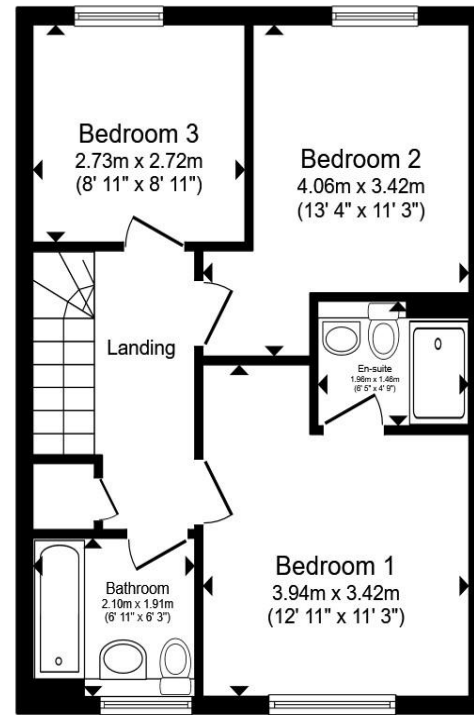 Bedroom 3
2.73m x 2.72m
(8' 11" x 8' 11")
Bedroom 2
4.06m x 3.42m
(13' 4" x 11' 3")
Landing
En-suite
1.96m x 1.46m
(6' 5" x 4' 9")
Bedroom 1
3.94m x 3.42m
(12' 11" x 11' 3")
Bathroom
2.10m x 1.91m
(6' 11" x 6' 3")